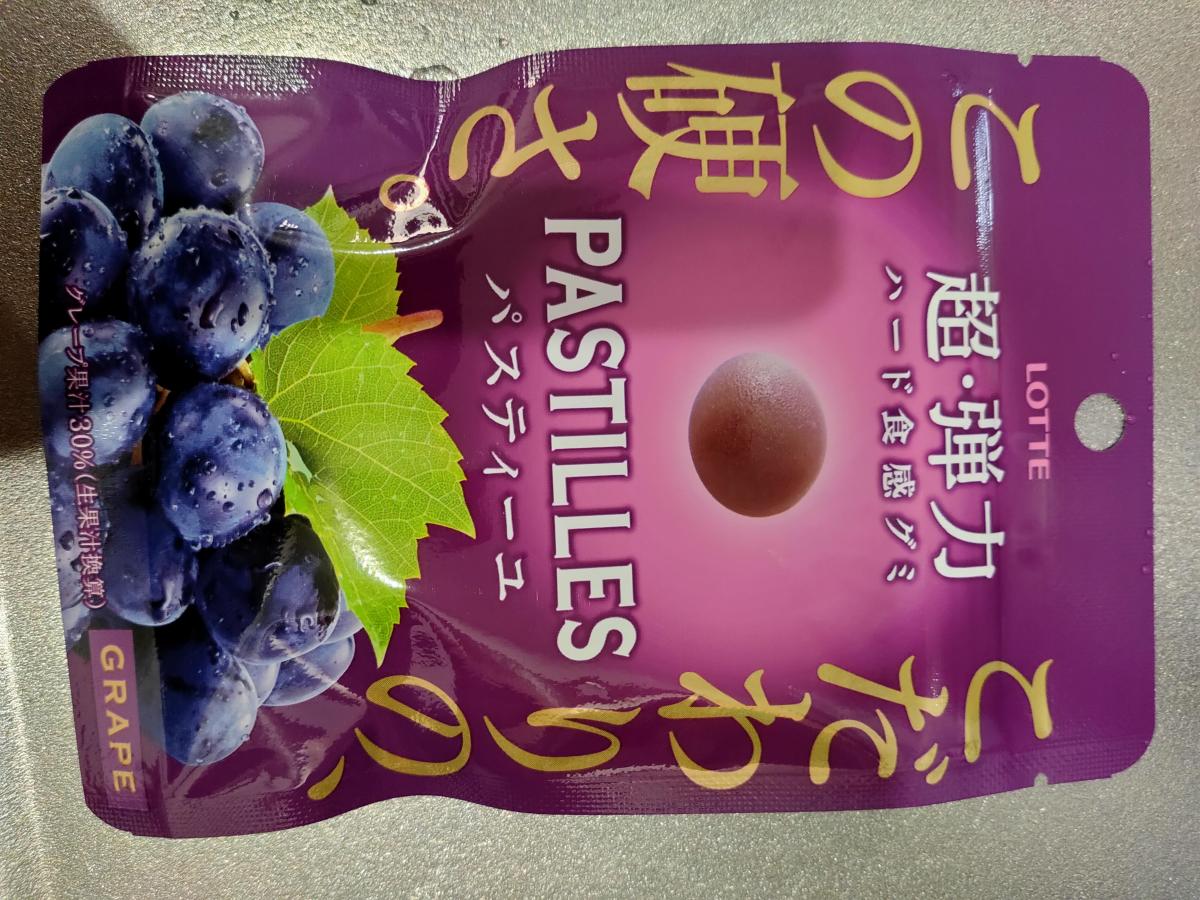 LOTTE
超・弾力
ハード食感グミ
こだわりの、
この硬さ。
PASTILLES
パスティーユ
グレープ果汁30%(生果汁換算)
GRAPE